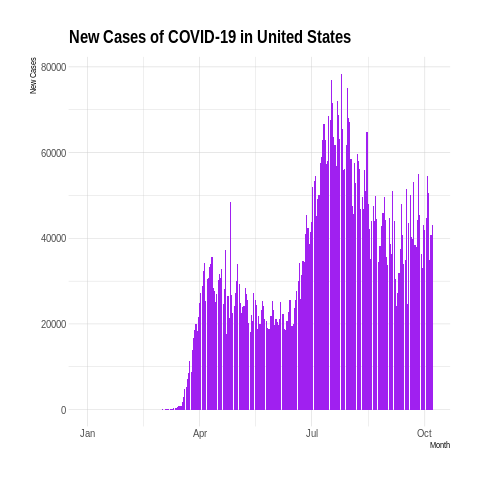 New Cases of COVID-19 in United States
New Cases
80000
60000
40000
20000
0
Jan Apr Jul Oct
Month